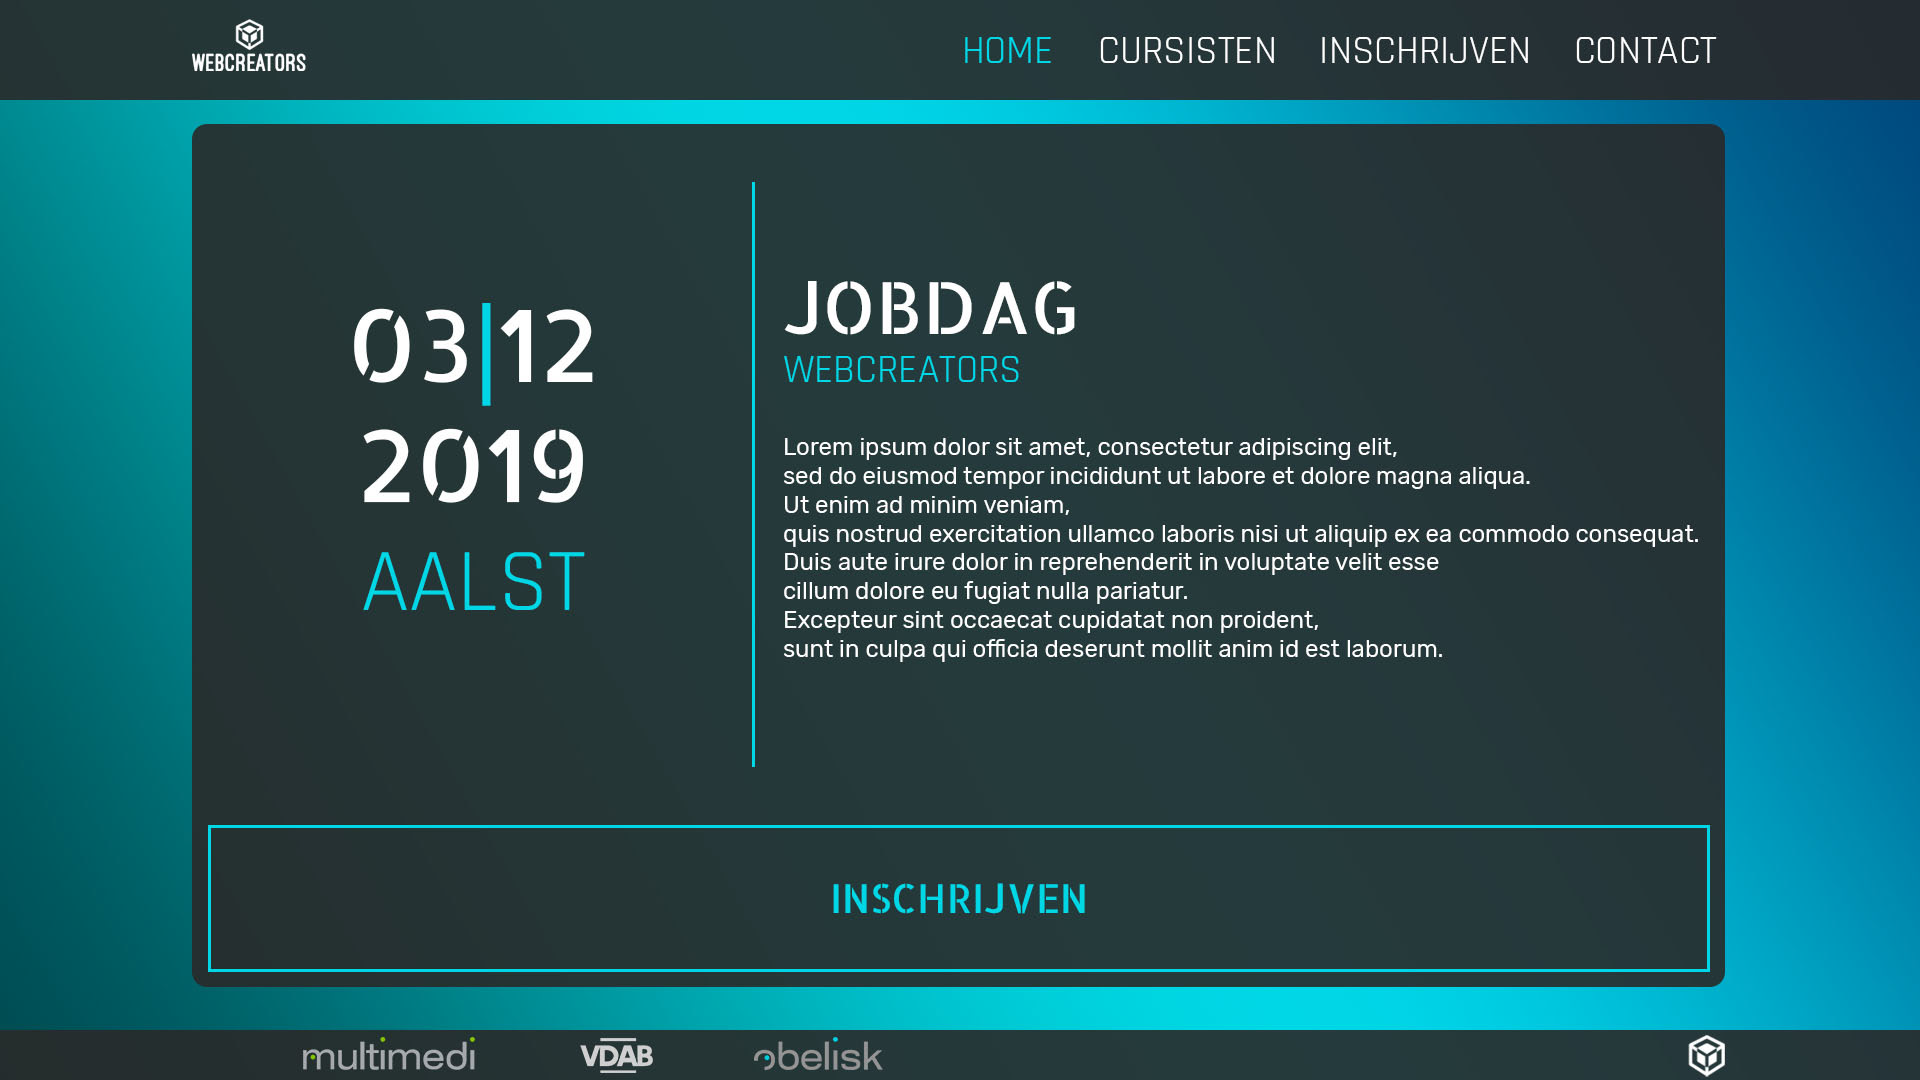 WEBCREATORS
HOME CURSISTEN INSCHRIJVEN CONTACT
03|12
2019
AALST
JOBDAG
WEBCREATORS
Lorem ipsum dolor sit amet, consectetur adipiscing elit,
sed do eiusmod tempor incididunt ut labore et dolore magna aliqua.
Ut enim ad minim veniam,
quis nostrud exercitation ullamco laboris nisi ut aliquip ex ea commodo consequat.
Duis aute irure dolor in reprehenderit in voluptate velit esse
cillum dolore eu fugiat nulla pariatur.
Excepteur sint occaecat cupidatat non proident,
sunt in culpa qui officia deserunt mollit anim id est laborum.
INSCHRIJVEN
multimedi VDAB obelisk